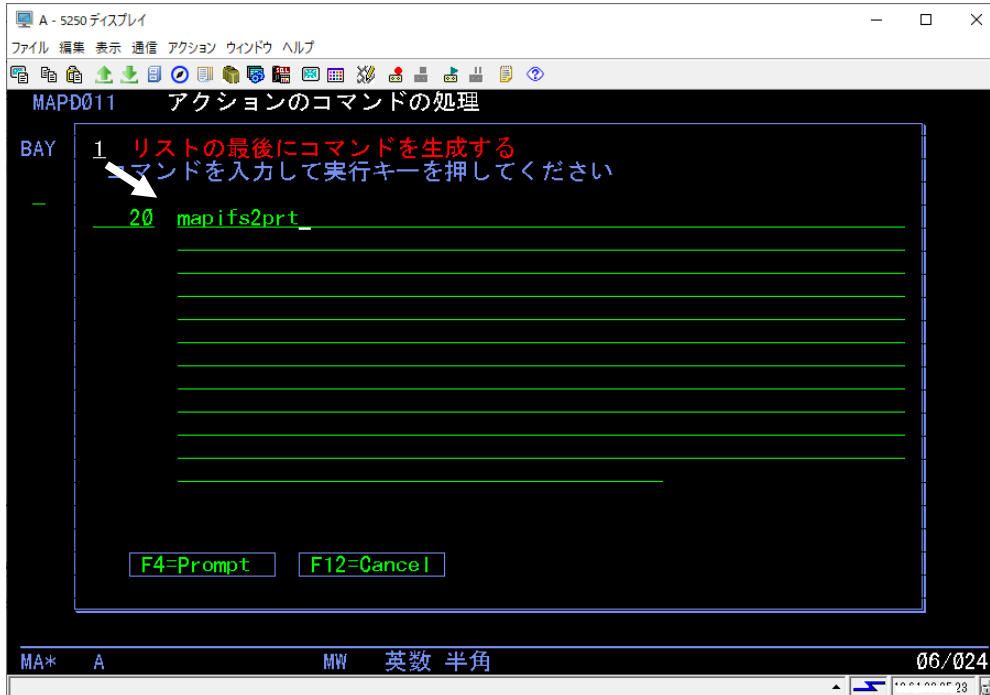 A - 5250 ディスプレイ
ファイル 編集 表示 通信 アクション ウィンドウ ヘルプ
MAPD011 アクションのコマンドの処理
BAY 1 リストの最後にコマンドを生成する
コマンドを入力して実行キーを押してください
20 mapifs2prt
F4=Prompt F12=Cancel
MA* A MW 英数 半角 06/024